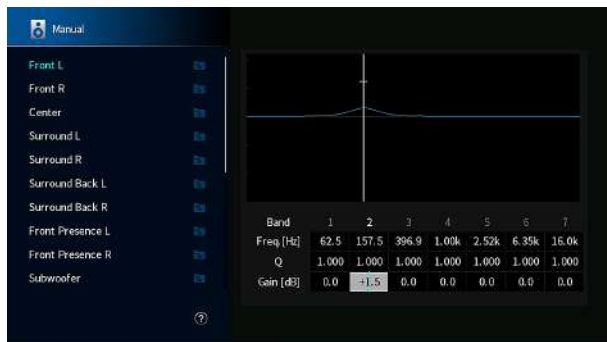 Manual
Front L
Front R
Center
Surround L
Surround R
Surround Back L
Surround Back R
Front Presence L
Front Presence R
Subwoofer
Band 1 2 3 4 5 6 7
Freq.[Hz] 62.5 157.5 396.9 1.00k 2.52k 6.35k 16.0k
Q 1.000 1.000 1.000 1.000 1.000 1.000 1.000
Gain [dB] 0.0 +1.5 0.0 0.0 0.0 0.0 0.0
?